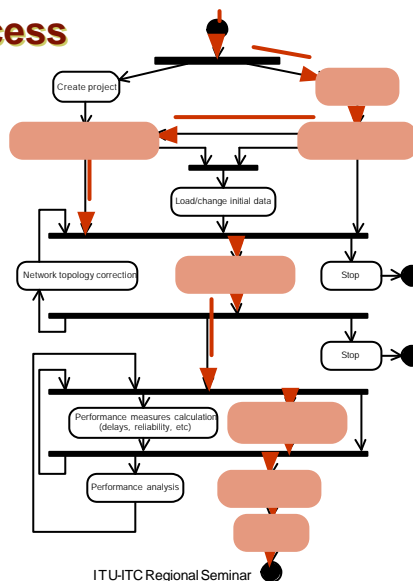 cess
Create project
Load/change initial data
Network topology correction
Stop
Stop
Performance measures calculation
(delays, reliability, etc)
Performance analysis
ITU-ITC Regional Seminar